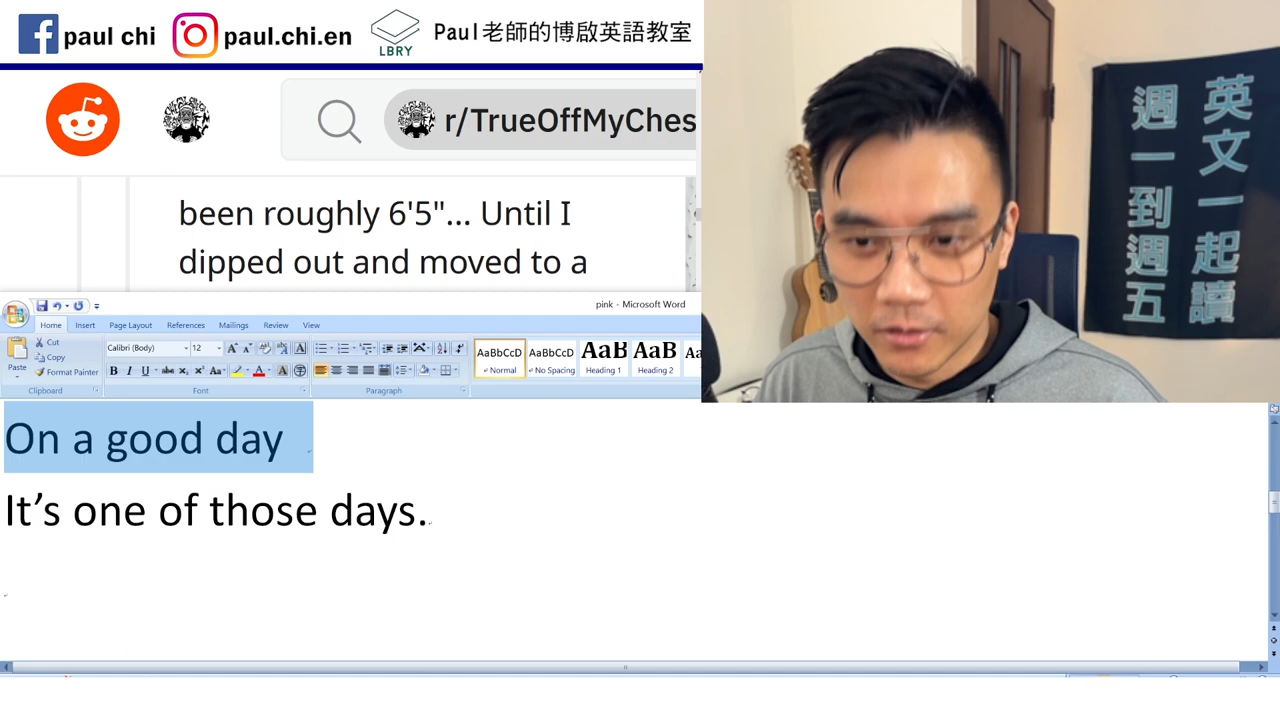 paul chi
paul.chi.en
LBRY
Paul老師的博啟英語教室
r/TrueOffMyChes
been roughly 6'5"... Until I
dipped out and moved to a
pink - Microsoft Word
Home Insert Page Layout References Mailings Review View
Paste
Cut
Copy
Format Painter
Clipboard
Calibri (Body) 12
Font
Paragraph
AaBbCcD AaBbCcD AaBb AaB Aa
Normal No Spacing Heading 1 Heading 2
On a good day
It's one of those days.
英文一起讀
週一到週五